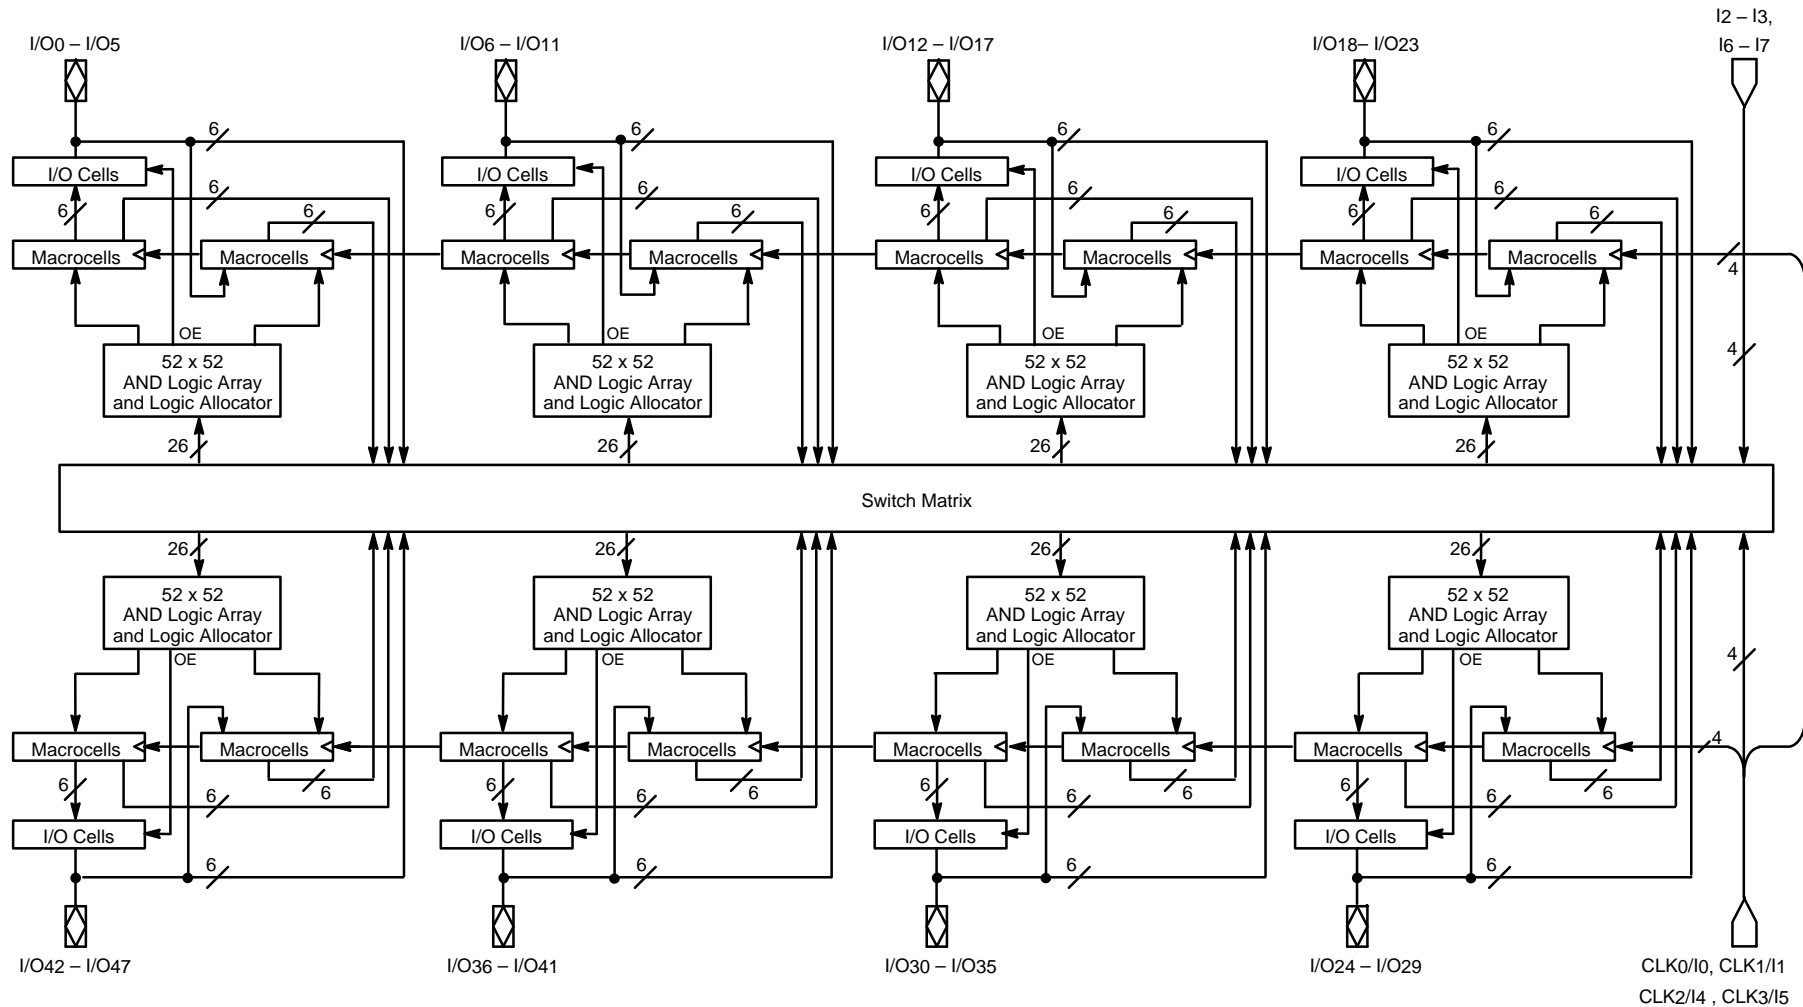 I2 – I3,
I/O0 – I/O5
I/O6 – I/O11
I/O12 – I/O17
I/O18– I/O23
I6 – I7
6
6
6
6
I/O Cells
I/O Cells
I/O Cells
I/O Cells
6
6
6
6
6
6
6
6
6
6
6
6
Macrocells
Macrocells
Macrocells
Macrocells
Macrocells
Macrocells
Macrocells
Macrocells
4
OE
OE
OE
OE
4
52 x 52
AND Logic Array
and Logic Allocator
52 x 52
AND Logic Array
and Logic Allocator
52 x 52
AND Logic Array
and Logic Allocator
52 x 52
AND Logic Array
and Logic Allocator
26
26
26
26
Switch Matrix
26
26
26
26
52 x 52
AND Logic Array
and Logic Allocator
52 x 52
AND Logic Array
and Logic Allocator
52 x 52
AND Logic Array
and Logic Allocator
52 x 52
AND Logic Array
and Logic Allocator
OE
OE
OE
OE
4
Macrocells
Macrocells
Macrocells
Macrocells
Macrocells
Macrocells
Macrocells
Macrocells
4
6
6
6
6
6
6
6
6
6
6
6
6
I/O Cells
I/O Cells
I/O Cells
I/O Cells
6
6
6
6
I/O42 – I/O47
I/O36 – I/O41
I/O30 – I/O35
I/O24 – I/O29
CLK0/I0, CLK1/I1
CLK2/I4 , CLK3/I5